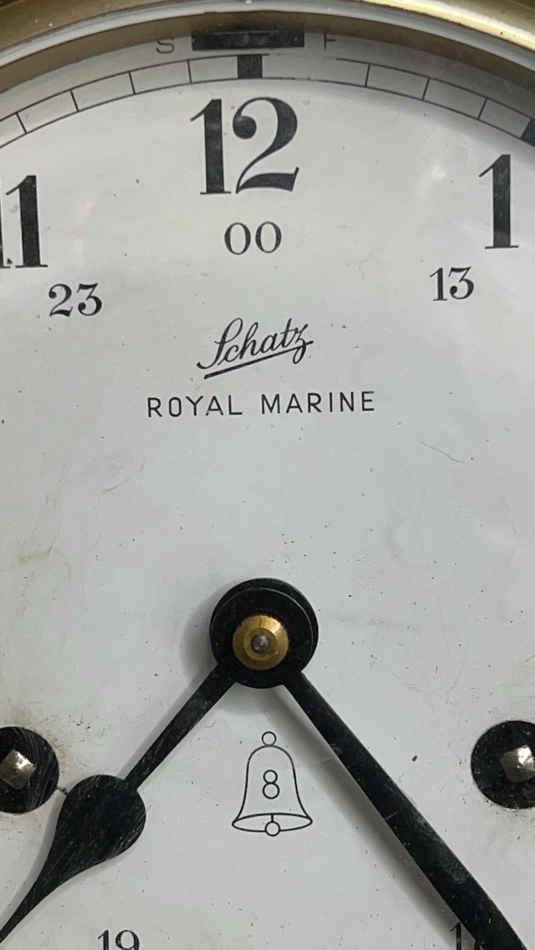 S F
12
11 1
00
23 13
Schatz
ROYAL MARINE
8
19